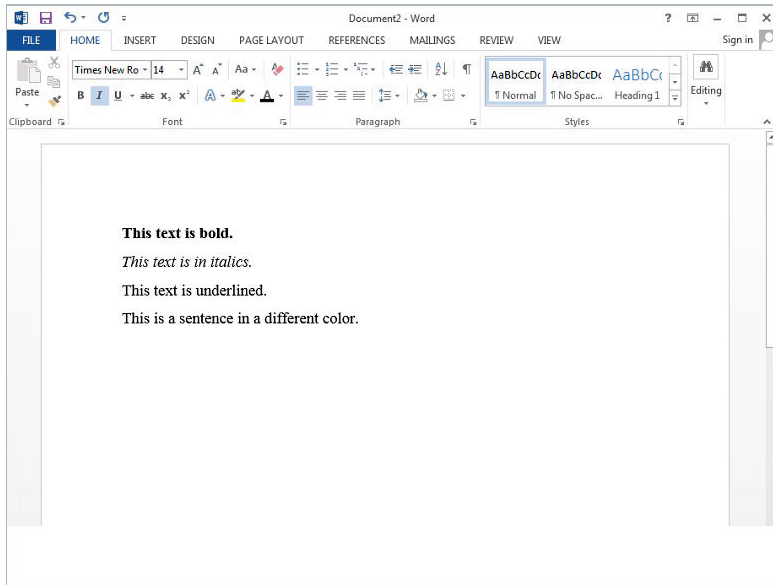 Document2 - Word
?
FILE HOME INSERT DESIGN PAGE LAYOUT REFERENCES MAILINGS REVIEW VIEW Sign in
Times New Ro 14 A A Aa
Paste
B I U abc X₂ X² A ab A
AaBbCcDc AaBbCcDc AaBbCc
¶ Normal ¶ No Spac... Heading 1
Editing
Clipboard Font Paragraph Styles
This text is bold.
This text is in italics.
This text is underlined.
This is a sentence in a different color.